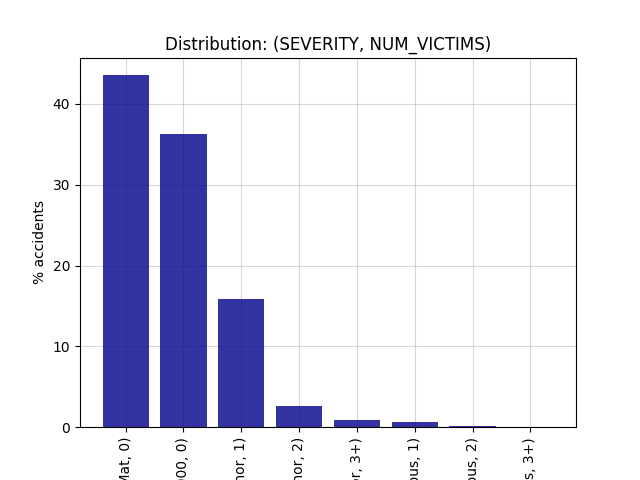 Distribution: (SEVERITY, NUM_VICTIMS)
% accidents
40
30
20
10
0
Mat, 0)
00, 0)
nor, 1)
nor, 2)
r, 3+)
ous, 1)
ous, 2)
s, 3+)